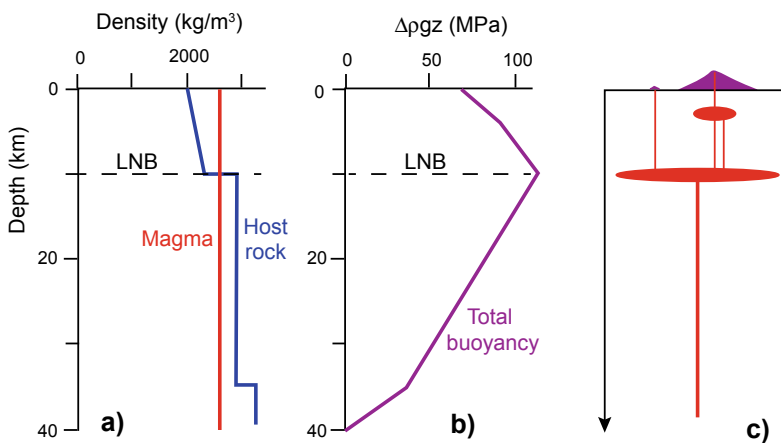 Density (kg/m³)
0
2000
0
LNB
Magma
Host
rock
20
40
Depth (km)
a)
Δρgz (MPa)
0
50
100
0
LNB
Total
buoyancy
20
40
b)
c)